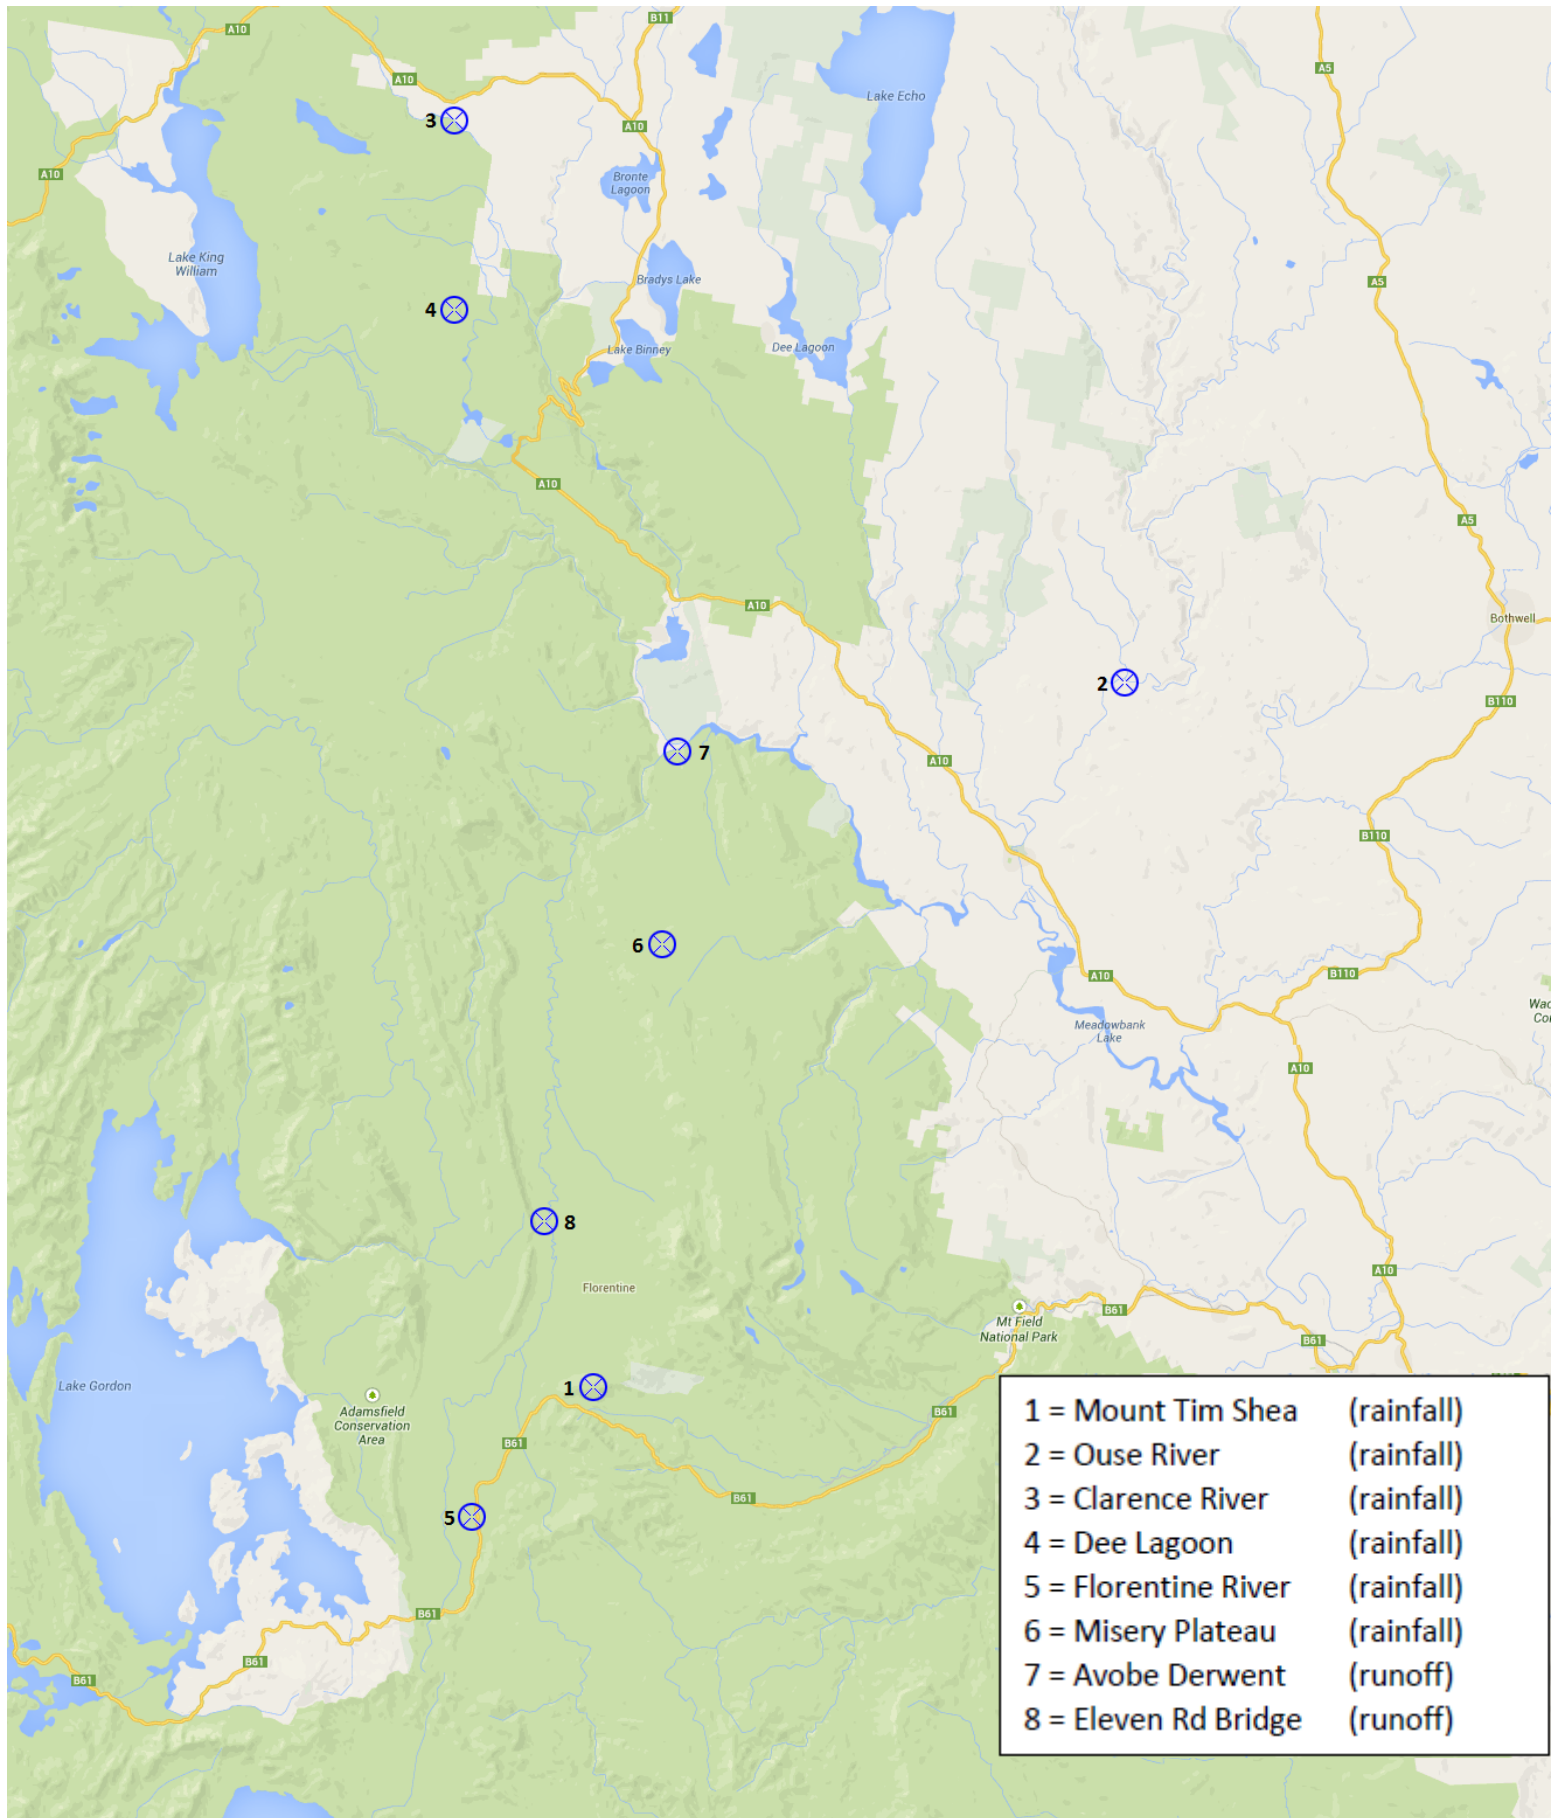 A10
B11
A5
A10
Lake Echo
3
A10
A10
Bronte
Lagoon
Lake King
William
Bradys Lake
A5
4
Lake Binney
Dee Lagoon
A10
A5
A10
Bothwell
2
B110
7
A10
B110
6
A10
B110
Meadowbank
Lake
A10
8
Florentine
A10
Mt Field
National Park
B61
B61
Lake Gordon
1
Adamsfield
Conservation
Area
B61
B61
B61
5
B61
B61
B61
1 = Mount Tim Shea (rainfall)
2 = Ouse River (rainfall)
3 = Clarence River (rainfall)
4 = Dee Lagoon (rainfall)
5 = Florentine River (rainfall)
6 = Misery Plateau (rainfall)
7 = Avobe Derwent (runoff)
8 = Eleven Rd Bridge (runoff)